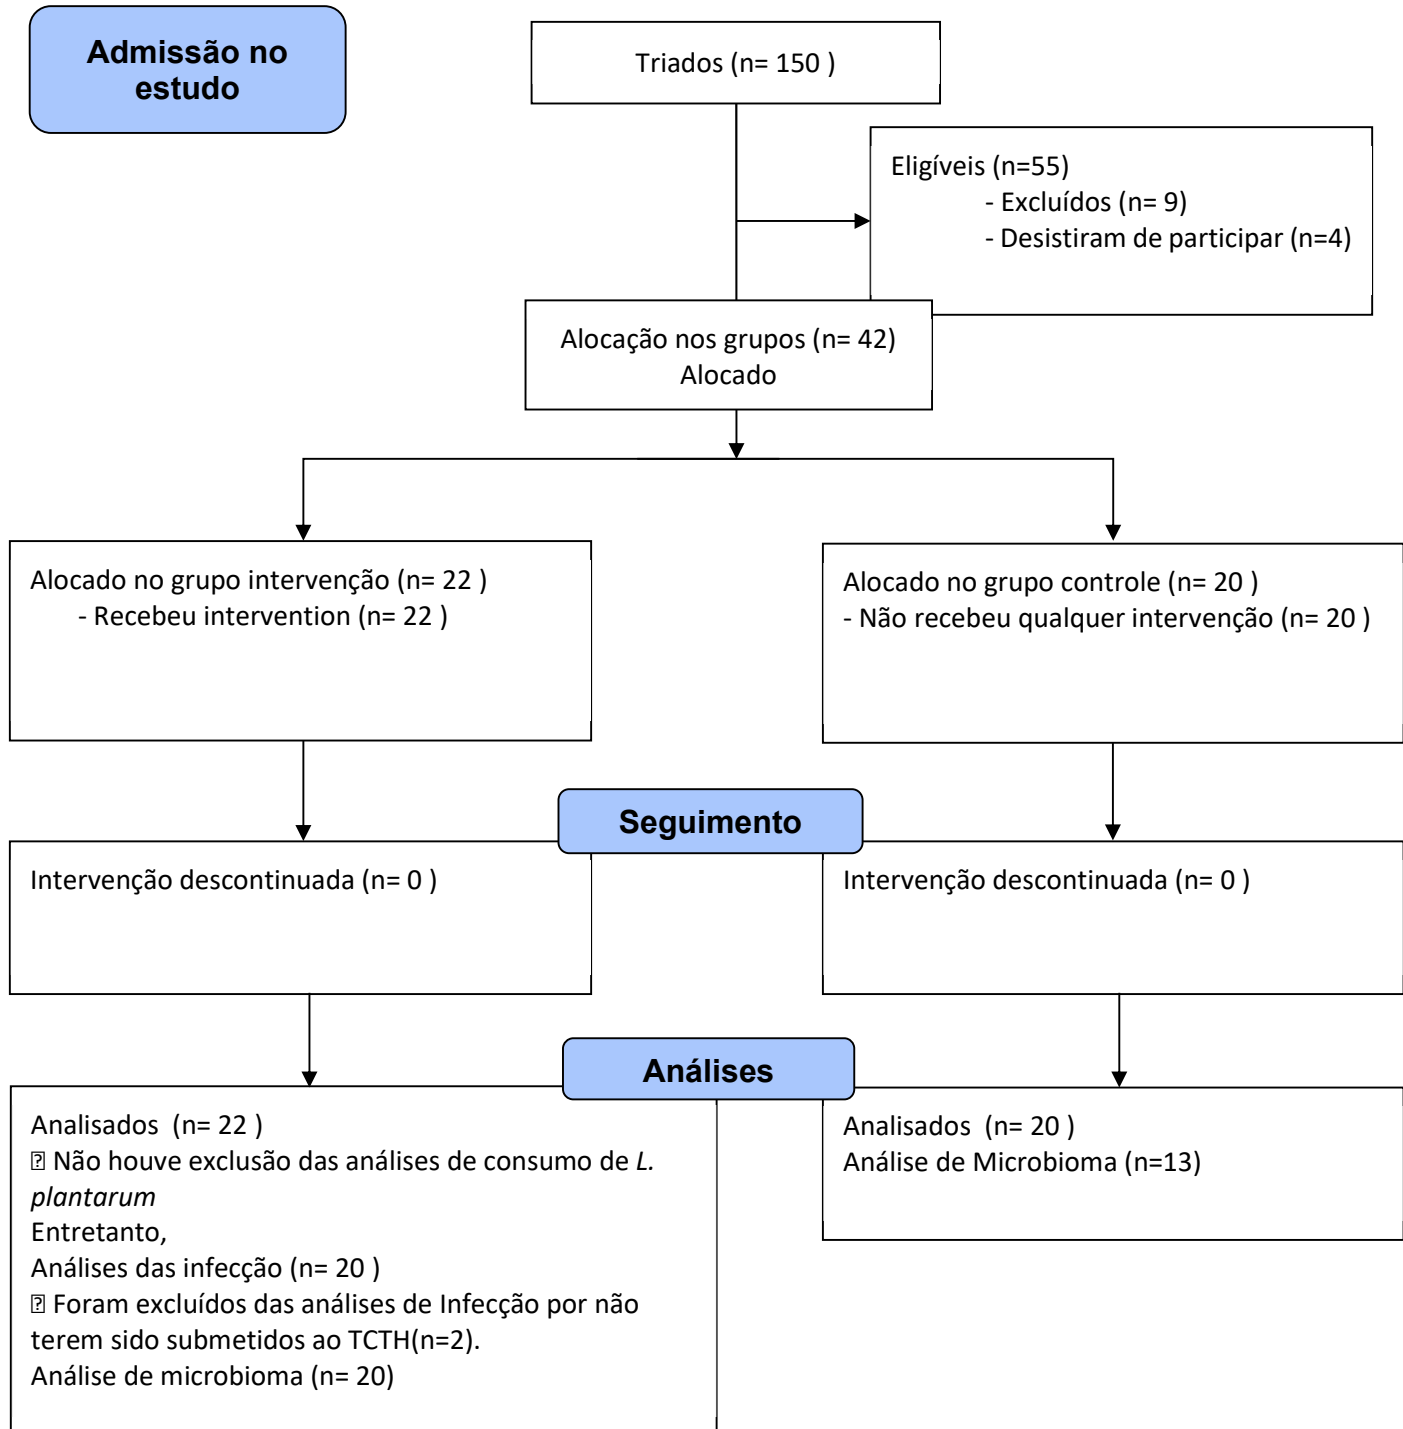 Admissão no
estudo
Triados (n= 150 )
Eligíveis (n=55)
- Excluídos (n= 9)
- Desistiram de participar (n=4)
Alocação nos grupos (n= 42)
Alocado
Alocado no grupo intervenção (n= 22 )
- Recebeu intervention (n= 22 )
Alocado no grupo controle (n= 20 )
- Não recebeu qualquer intervenção (n= 20 )
Seguimento
Intervenção descontinuada (n= 0 )
Intervenção descontinuada (n= 0 )
Análises
Analisados  (n= 22 )
⍰ Não houve exclusão das análises de consumo de L.
plantarum
Entretanto,
Análises das infecção (n= 20 )
⍰ Foram excluídos das análises de Infecção por não
terem sido submetidos ao TCTH(n=2).
Análise de microbioma (n= 20)
Analisados  (n= 20 )
Análise de Microbioma (n=13)